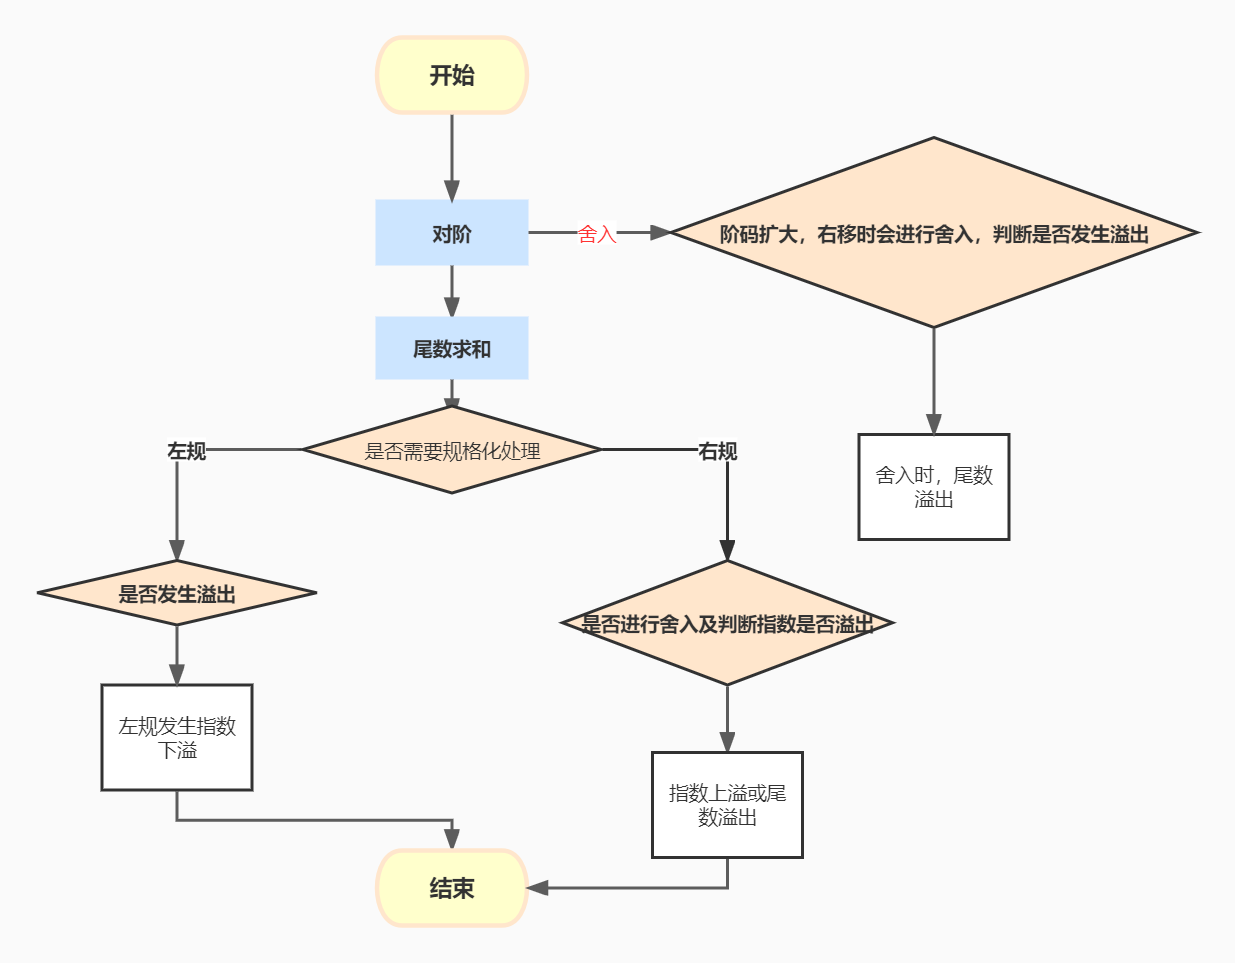 开始
对阶
舍入
阶码扩大，右移时会进行舍入，判断是否发生溢出
尾数求和
是否需要规格化处理
左规
右规
舍入时，尾数
溢出
是否发生溢出
是否进行舍入及判断指数是否溢出
左规发生指数
下溢
指数上溢或尾
数溢出
结束